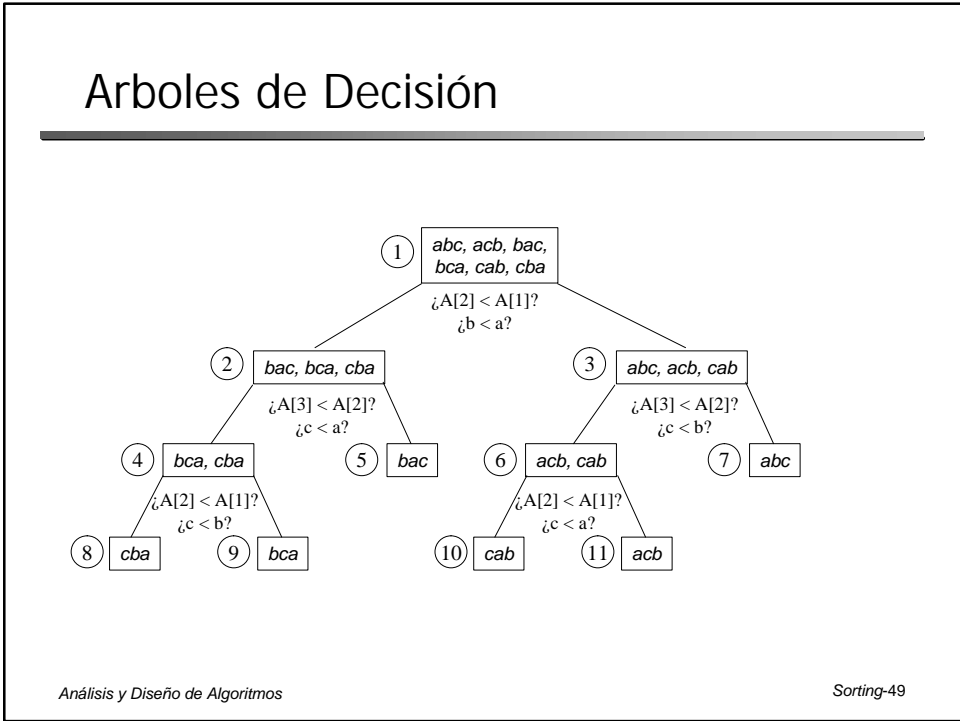 Arboles de Decisión
1
abc, acb, bac,
bca, cab, cba
¿A[2] < A[1]?
¿b < a?
2
bac, bca, cba
3
abc, acb, cab
¿A[3] < A[2]?
¿c < a?
¿A[3] < A[2]?
¿c < b?
4
bca, cba
5
bac
6
acb, cab
7
abc
¿A[2] < A[1]?
¿c < b?
¿A[2] < A[1]?
¿c < a?
8
cba
9
bca
10
cab
11
acb
Análisis y Diseño de Algoritmos
Sorting-49